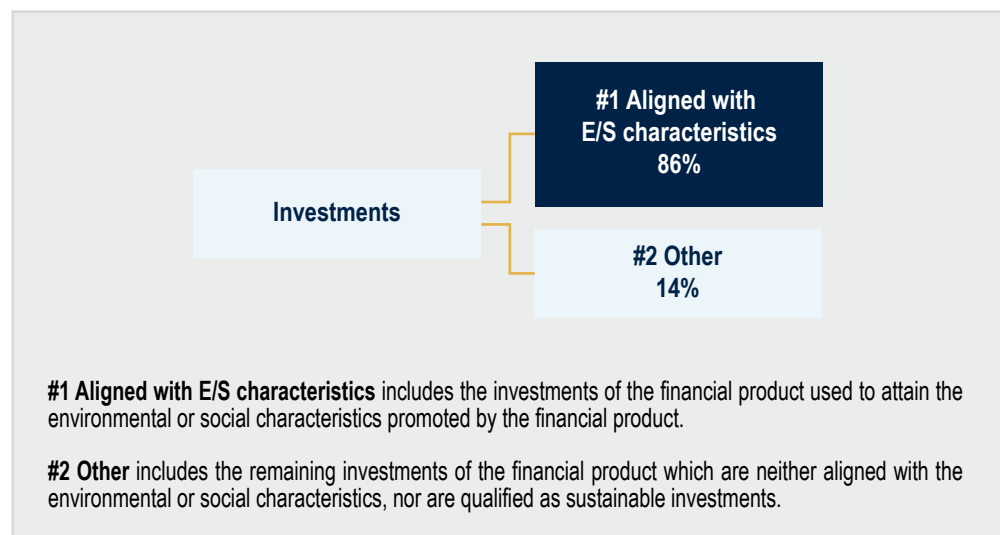 #1 Aligned with
E/S characteristics
86%
Investments
#2 Other
14%
#1 Aligned with E/S characteristics includes the investments of the financial product used to attain the
environmental or social characteristics promoted by the financial product.
#2 Other includes the remaining investments of the financial product which are neither aligned with the
environmental or social characteristics, nor are qualified as sustainable investments.